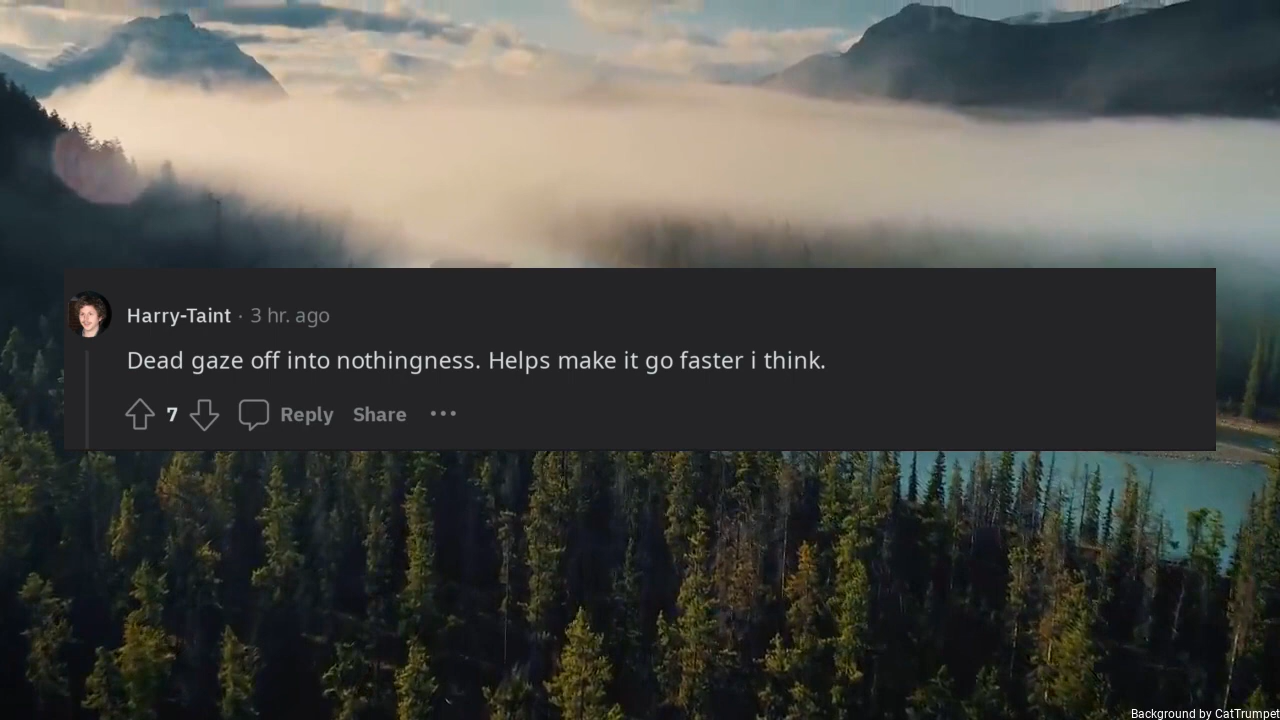 Harry-Taint · 3 hr. ago
Dead gaze off into nothingness. Helps make it go faster i think.
7 Reply Share ···
Background by CatTrumpet